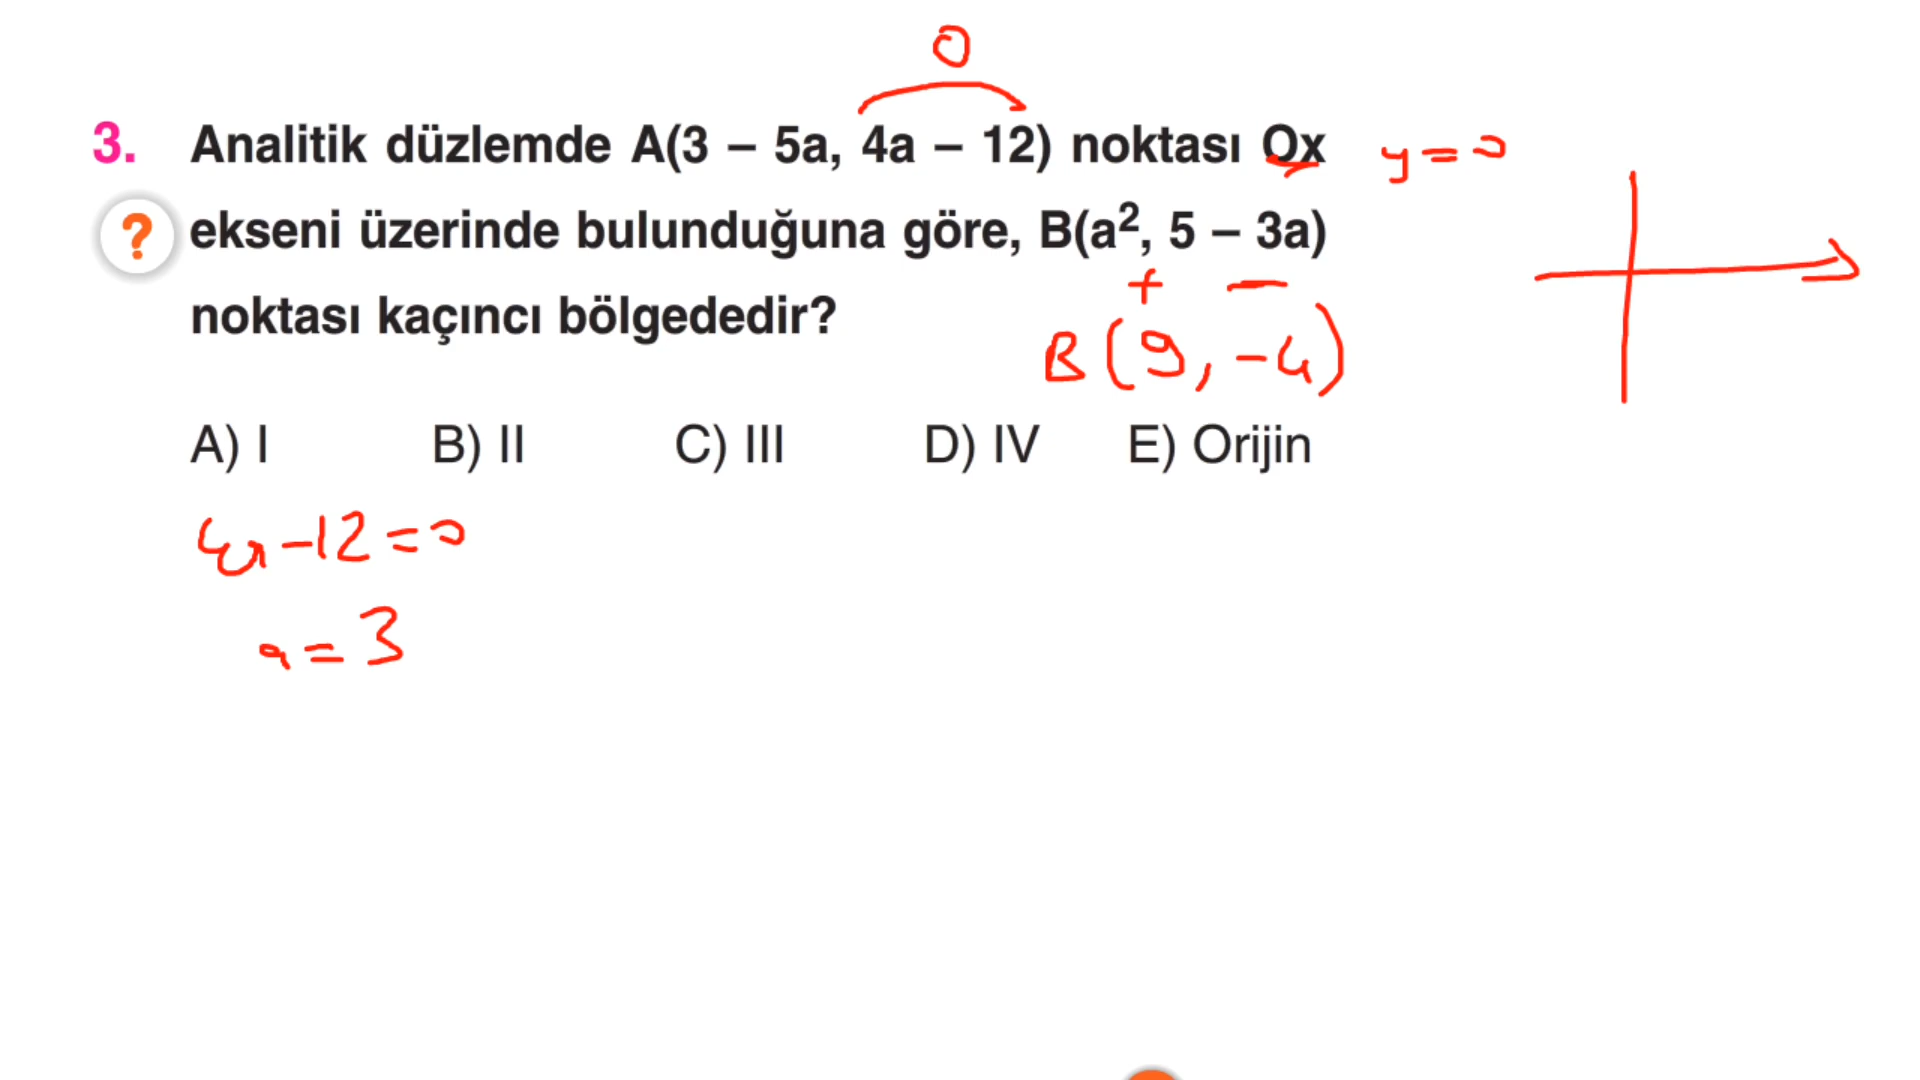 0
3. Analitik düzlemde A(3 – 5a, 4a – 12) noktası Ox y = 0
? ekseni üzerinde bulunduğuna göre, B(a², 5 – 3a)
+ –
noktası kaçıncı bölgededir?
B (9, -4)
A) I B) II C) III D) IV E) Orijin
4a - 12 = 0
a = 3